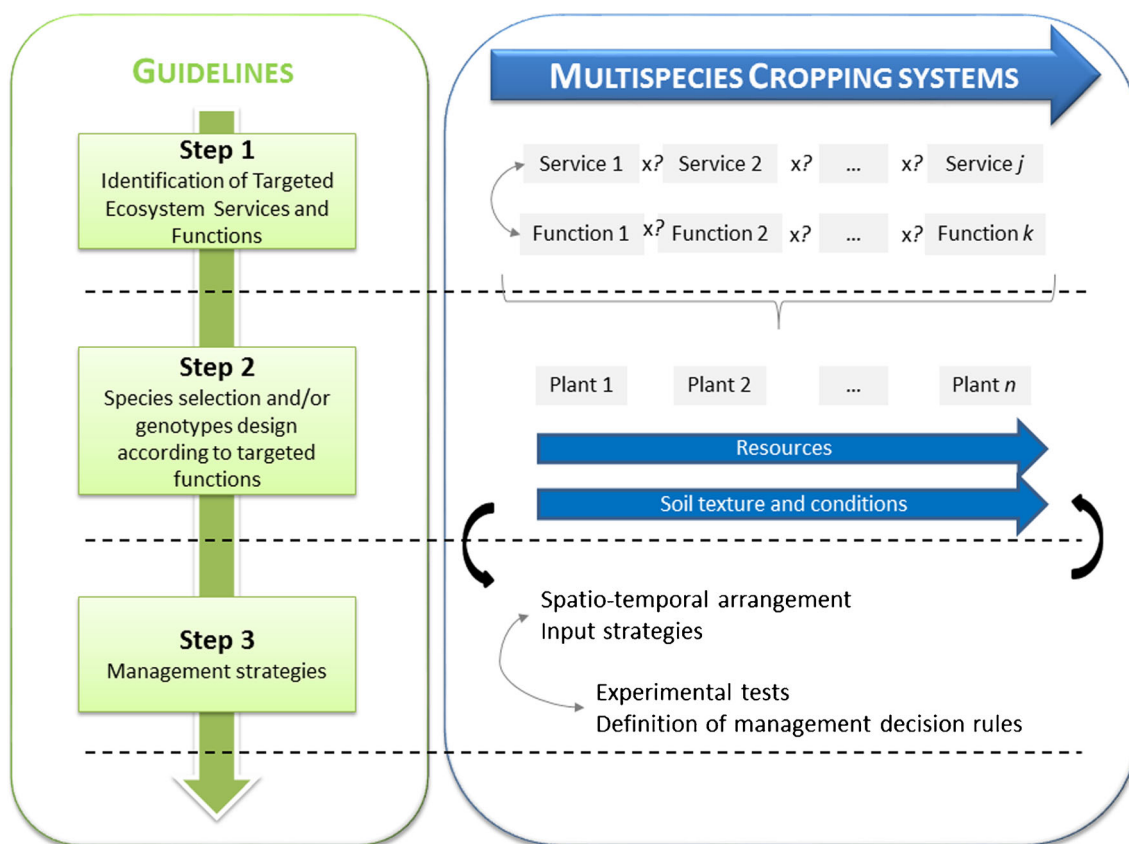 GUIDELINES
Step 1
Identification of Targeted
Ecosystem Services and
Functions
Step 2
Species selection and/or
genotypes design
according to targeted
functions
Step 3
Management strategies
MULTISPECIES CROPPING SYSTEMS
Service 1 x? Service 2 x? ... x? Service j
Function 1 x? Function 2 x? ... x? Function k
Plant 1 Plant 2 ... Plant n
Resources
Soil texture and conditions
Spatio-temporal arrangement
Input strategies
Experimental tests
Definition of management decision rules